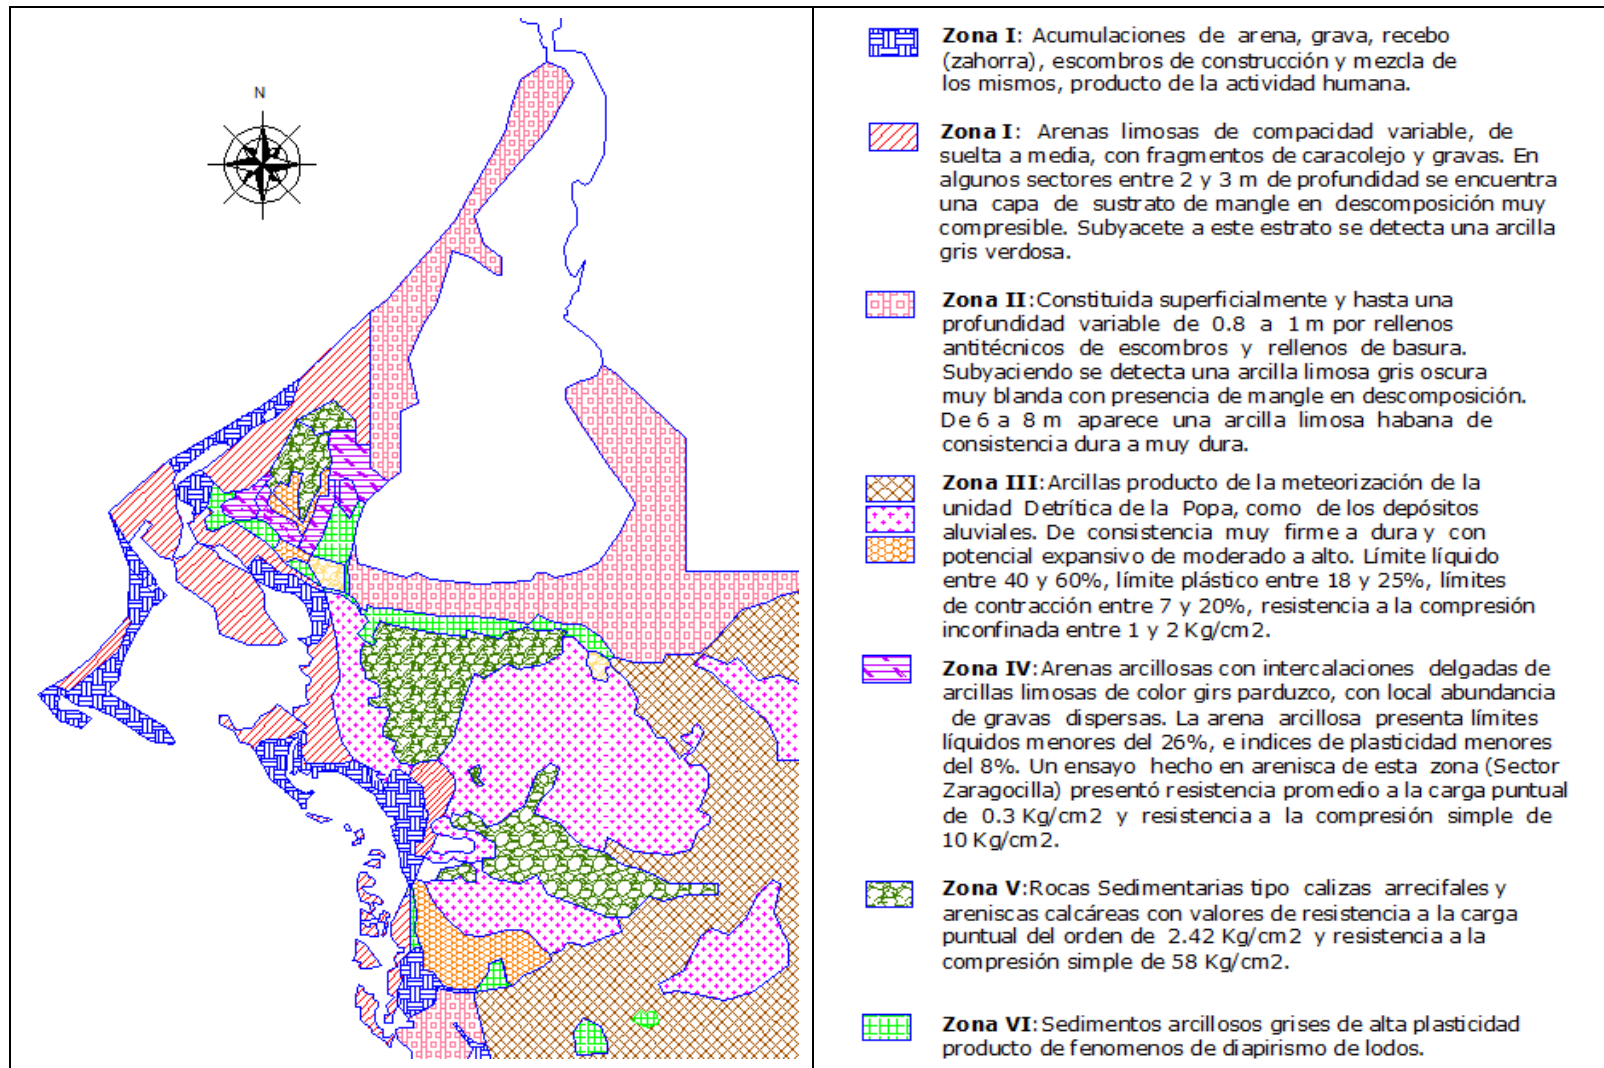 N
Zona I: Acumulaciones de arena, grava, recebo
(zahorra), escombros de construcción y mezcla de
los mismos, producto de la actividad humana.
Zona I: Arenas limosas de compacidad variable, de
suelta a media, con fragmentos de caracolejo y gravas. En
algunos sectores entre 2 y 3 m de profundidad se encuentra
una capa de sustrato de mangle en descomposición muy
compresible. Subyacete a este estrato se detecta una arcilla
gris verdosa.
Zona II:Constituida superficialmente y hasta una
profundidad variable de 0.8 a 1 m por rellenos
antitécnicos de escombros y rellenos de basura.
Subyaciendo se detecta una arcilla limosa gris oscura
muy blanda con presencia de mangle en descomposición.
De 6 a 8 m aparece una arcilla limosa habana de
consistencia dura a muy dura.
Zona III:Arcillas producto de la meteorización de la
unidad Detrítica de la Popa, como de los depósitos
aluviales. De consistencia muy firme a dura y con
potencial expansivo de moderado a alto. Límite líquido
entre 40 y 60%, límite plástico entre 18 y 25%, límites
de contracción entre 7 y 20%, resistencia a la compresión
inconfinada entre 1 y 2 Kg/cm2.
Zona IV:Arenas arcillosas con intercalaciones delgadas de
arcillas limosas de color girs parduzco, con local abundancia
de gravas dispersas. La arena arcillosa presenta límites
líquidos menores del 26%, e indices de plasticidad menores
del 8%. Un ensayo hecho en arenisca de esta zona (Sector
Zaragocilla) presentó resistencia promedio a la carga puntual
de 0.3 Kg/cm2 y resistencia a la compresión simple de
10 Kg/cm2.
Zona V:Rocas Sedimentarias tipo calizas arrecifales y
areniscas calcáreas con valores de resistencia a la carga
puntual del orden de 2.42 Kg/cm2 y resistencia a la
compresión simple de 58 Kg/cm2.
Zona VI:Sedimentos arcillosos grises de alta plasticidad
producto de fenomenos de diapirismo de lodos.